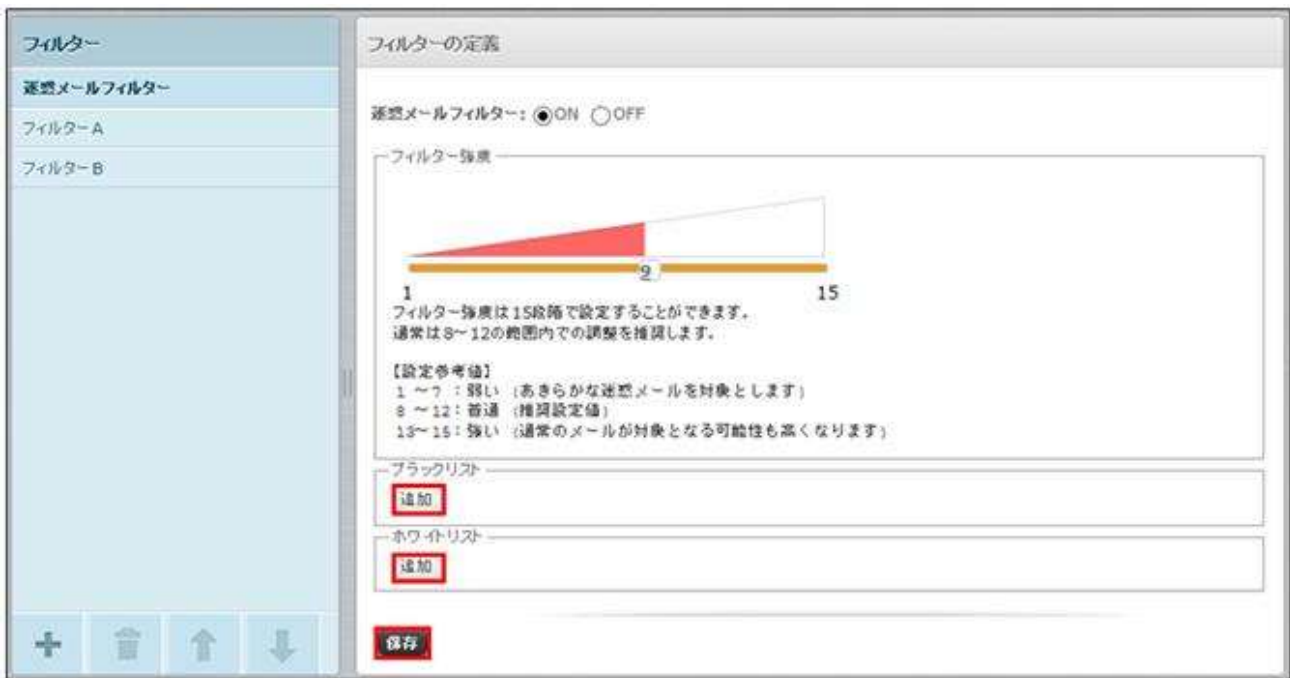 フィルター
迷惑メールフィルター
フィルターA
フィルターB
フィルターの定義
迷惑メールフィルター: ON OFF
フィルター強度
9
1 15
フィルター強度は15段階で設定することができます。
通常は8~12の範囲内での調整を推奨します。
【設定参考値】
1 ~7 :弱い (あきらかな迷惑メールを対象とします)
8 ~12:普通 (推奨設定値)
13~15:強い (通常のメールが対象となる可能性も高くなります)
ブラックリスト
追加
ホワイトリスト
追加
保存